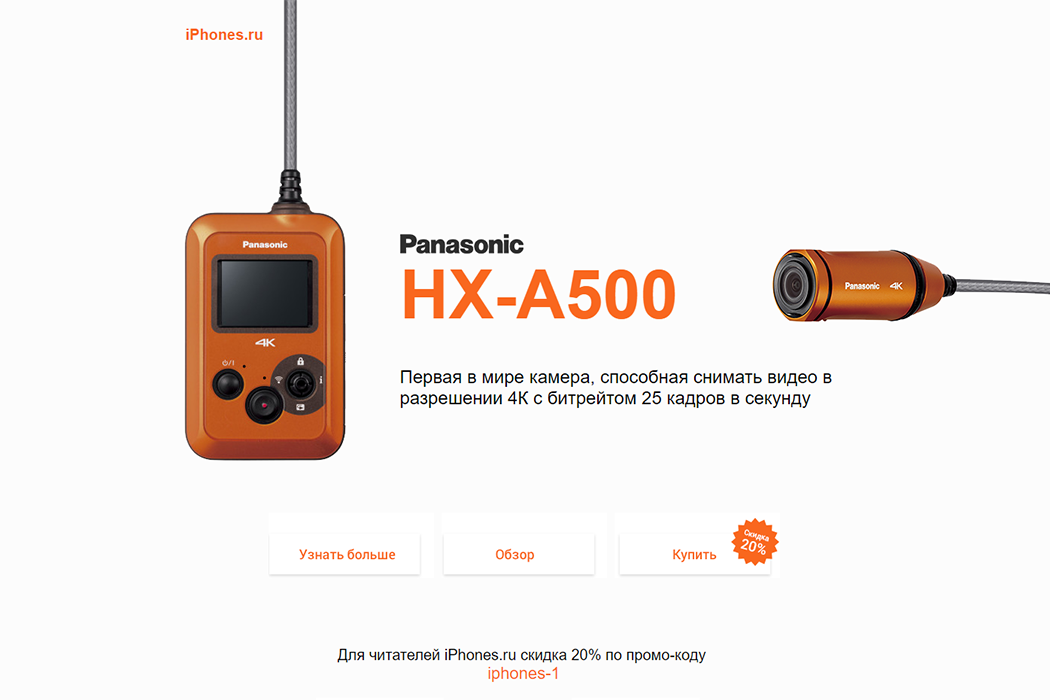 iPhones.ru
Panasonic
4K
Panasonic
HX-A500
Panasonic 4K
Первая в мире камера, способная снимать видео в
разрешении 4K с битрейтом 25 кадров в секунду
Узнать больше
Обзор
Купить
Скидка
20%
Для читателей iPhones.ru скидка 20% по промо-коду
iphones-1